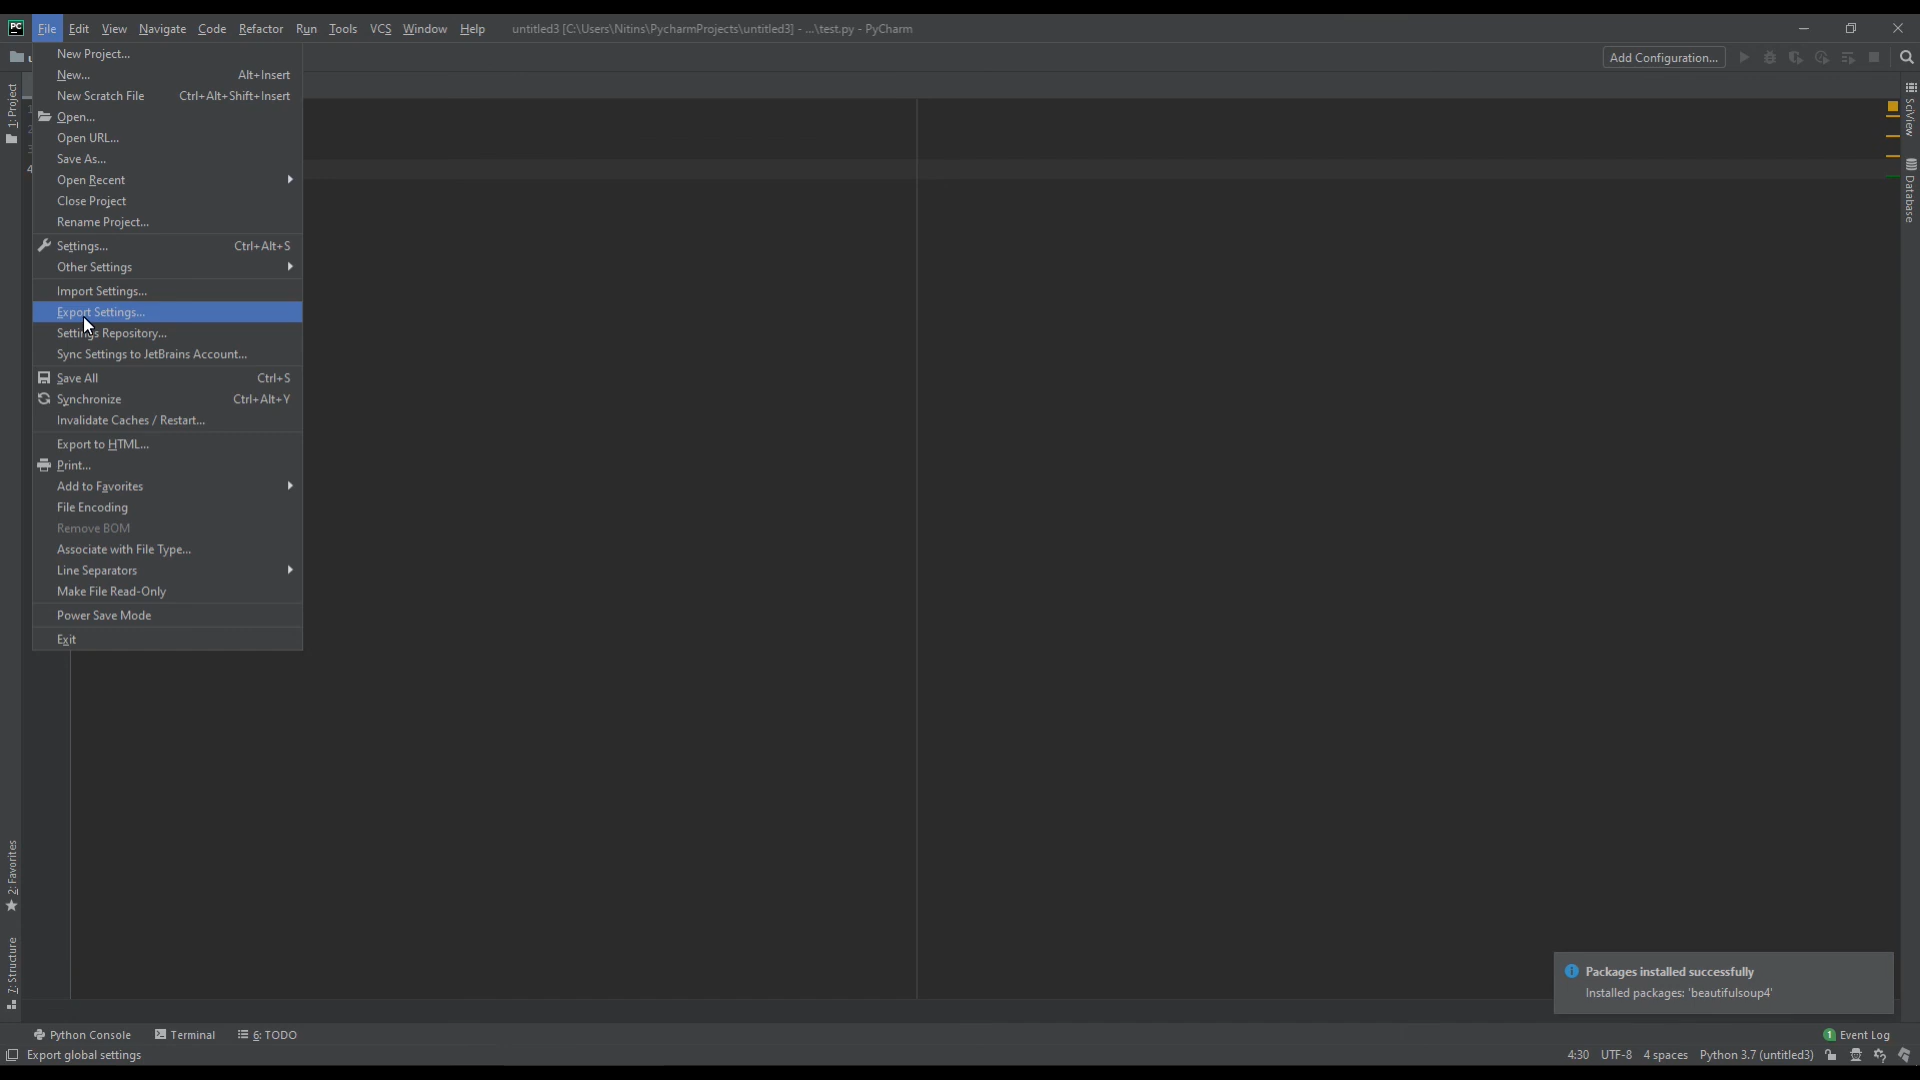 PC File Edit View Navigate Code Refactor Run Tools VCS Window Help untitled3 [C:\Users\Nitins\PycharmProjects\untitled3] - ...\test.py - PyCharm
Add Configuration...
New Project...
New... Alt+Insert
New Scratch File Ctrl+Alt+Shift+Insert
Open...
Open URL...
Save As...
Open Recent
Close Project
Rename Project...
Settings... Ctrl+Alt+S
Other Settings
Import Settings...
Export Settings...
Settings Repository...
Sync Settings to JetBrains Account...
Save All Ctrl+S
Synchronize Ctrl+Alt+Y
Invalidate Caches / Restart...
Export to HTML...
Print...
Add to Favorites
File Encoding
Remove BOM
Associate with File Type...
Line Separators
Make File Read-Only
Power Save Mode
Exit
1: Project
2: Favorites
7: Structure
SciView
Database
Packages installed successfully
Installed packages: 'beautifulsoup4'
Python Console Terminal 6: TODO
1 Event Log
Export global settings
4:30 UTF-8 4 spaces Python 3.7 (untitled3)